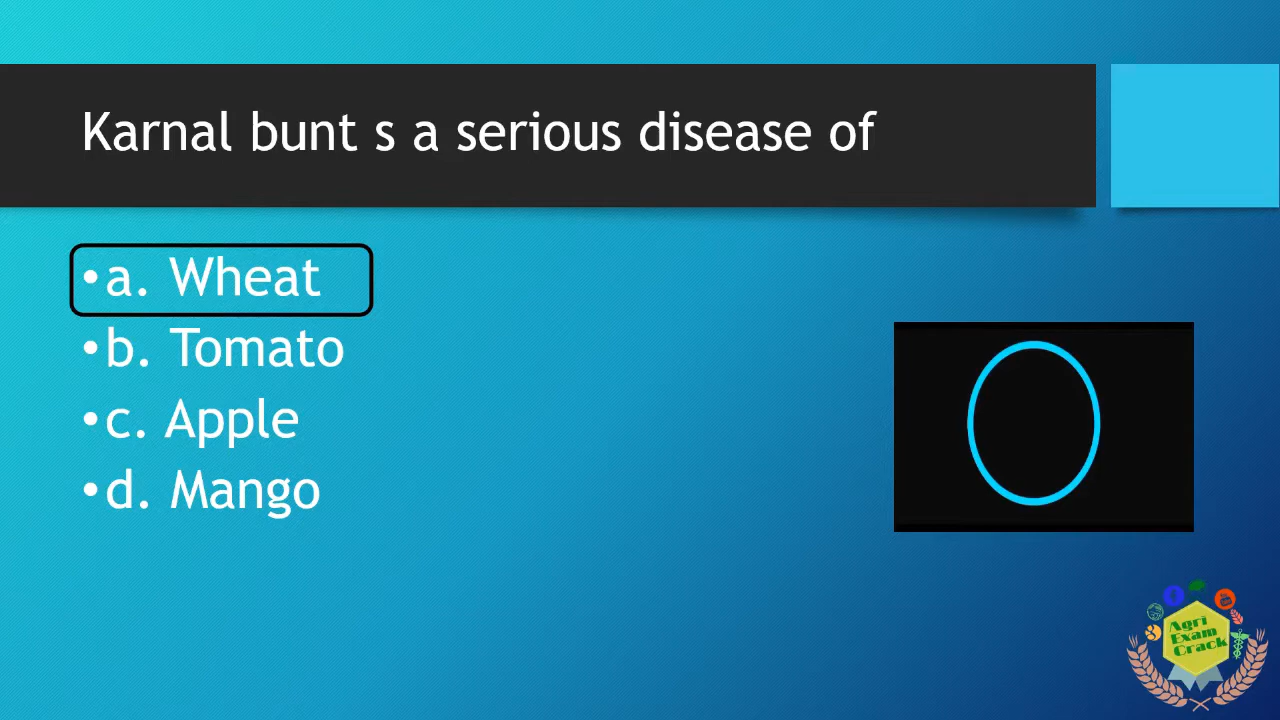 Karnal bunt s a serious disease of
•a. Wheat
•b. Tomato
•c. Apple
•d. Mango
Agri
Exam
Crack